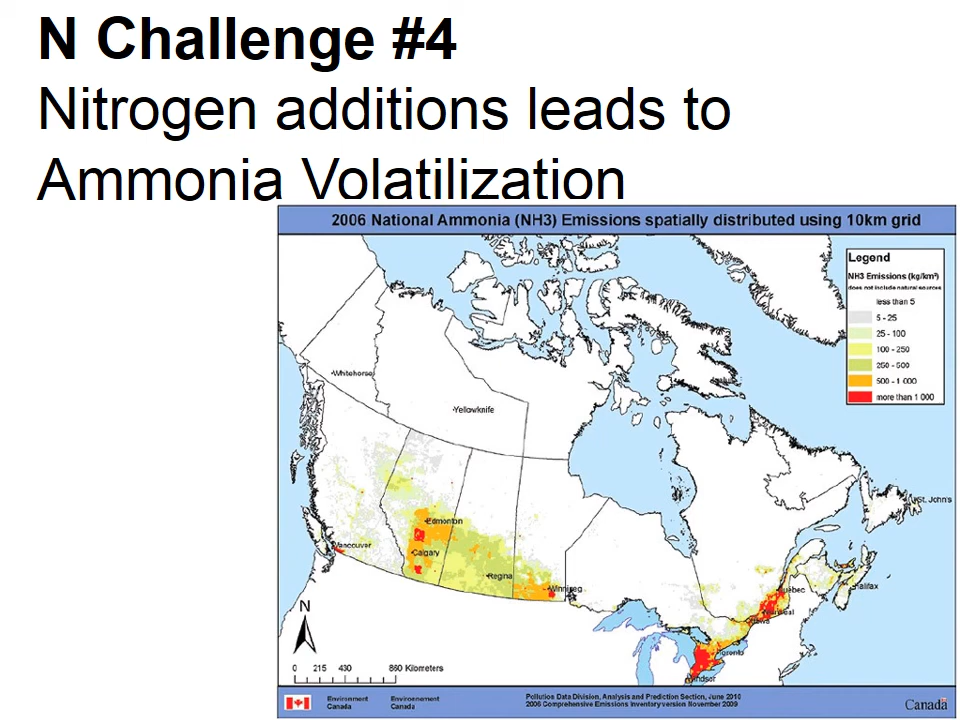 N Challenge #4
Nitrogen additions leads to
Ammonia Volatilization
2006 National Ammonia (NH3) Emissions spatially distributed using 10km grid
Legend
NH3 Emissions (kg/km²)
does not include natural sources
less than 5
5 - 25
25 - 100
100 - 250
250 - 500
500 - 1 000
more than 1 000
Whitehorse
Yellowknife
St. John's
Edmonton
Vancouver
Calgary
Regina
Winnipeg
Québec
Halifax
Montréal
Ottawa
Toronto
Windsor
N
0 215 430 860 Kilometers
Environment Canada
Environnement Canada
Pollution Data Division, Analysis and Prediction Section, June 2010
2006 Comprehensive Emissions Inventory version November 2009
Canada